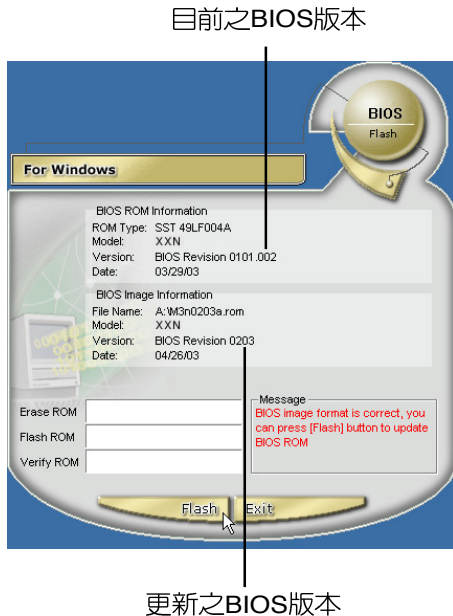 目前之BIOS版本
BIOS
Flash
For Windows
BIOS ROM Information
ROM Type: SST 49LF004A
Model: XXN
Version: BIOS Revision 0101.002
Date: 03/29/03
BIOS Image Information
File Name: A:\M3n0203a.rom
Model: XXN
Version: BIOS Revision 0203
Date: 04/26/03
Erase ROM
Flash ROM
Verify ROM
Message
BIOS image format is correct, you
can press [Flash] button to update
BIOS ROM
Flash Exit
更新之BIOS版本